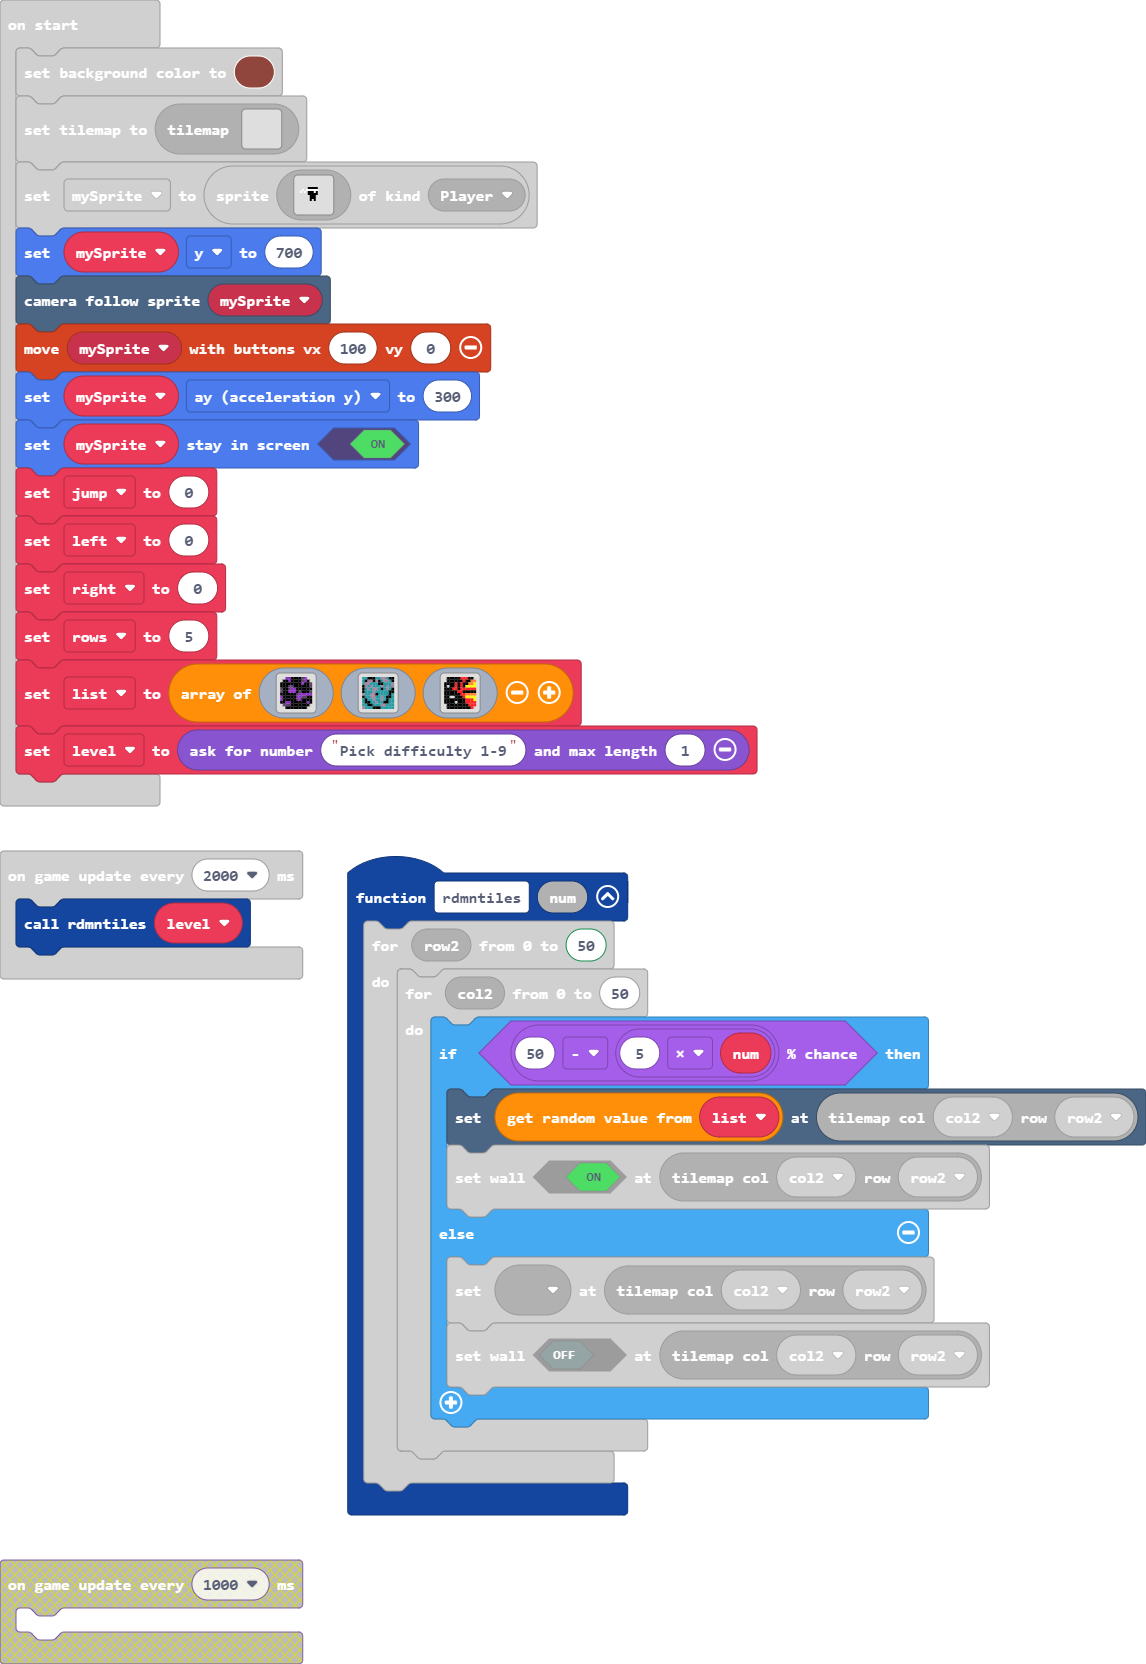 on start
set background color to
set tilemap to tilemap
set mySprite to sprite of kind Player
set mySprite y to 700
camera follow sprite mySprite
move mySprite with buttons vx 100 vy 0
set mySprite ay (acceleration y) to 300
set mySprite stay in screen ON
set jump to 0
set left to 0
set right to 0
set rows to 5
set list to array of
set level to ask for number "Pick difficulty 1-9" and max length 1
on game update every 2000 ms
call rdmntiles level
function rdmntiles num
for row2 from 0 to 50
do
for col2 from 0 to 50
do
if 50 - 5 × num % chance then
set get random value from list at tilemap col col2 row row2
set wall ON at tilemap col col2 row row2
else
set at tilemap col col2 row row2
set wall OFF at tilemap col col2 row row2
on game update every 1000 ms